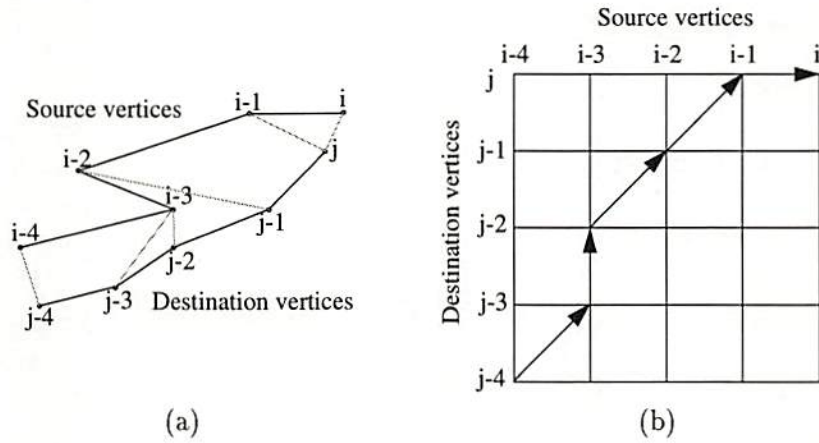 Source vertices
i-1
i
j
i-2
i-3
j-1
i-4
j-2
j-3
Destination vertices
j-4
(a)
Source vertices
i-4 i-3 i-2 i-1 i
Destination vertices
j
j-1
j-2
j-3
j-4
(b)